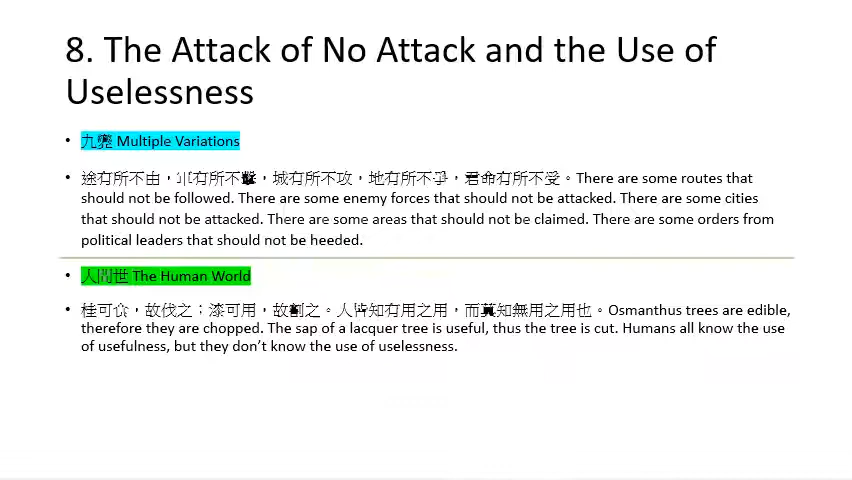 8. The Attack of No Attack and the Use of
Uselessness
• 九變 Multiple Variations
• 途有所不由，軍有所不擊，城有所不攻，地有所不爭，君命有所不受。There are some routes that
should not be followed. There are some enemy forces that should not be attacked. There are some cities
that should not be attacked. There are some areas that should not be claimed. There are some orders from
political leaders that should not be heeded.
• 人間世 The Human World
• 桂可食，故伐之；漆可用，故割之。人皆知有用之用，而莫知無用之用也。Osmanthus trees are edible,
therefore they are chopped. The sap of a lacquer tree is useful, thus the tree is cut. Humans all know the use
of usefulness, but they don’t know the use of uselessness.